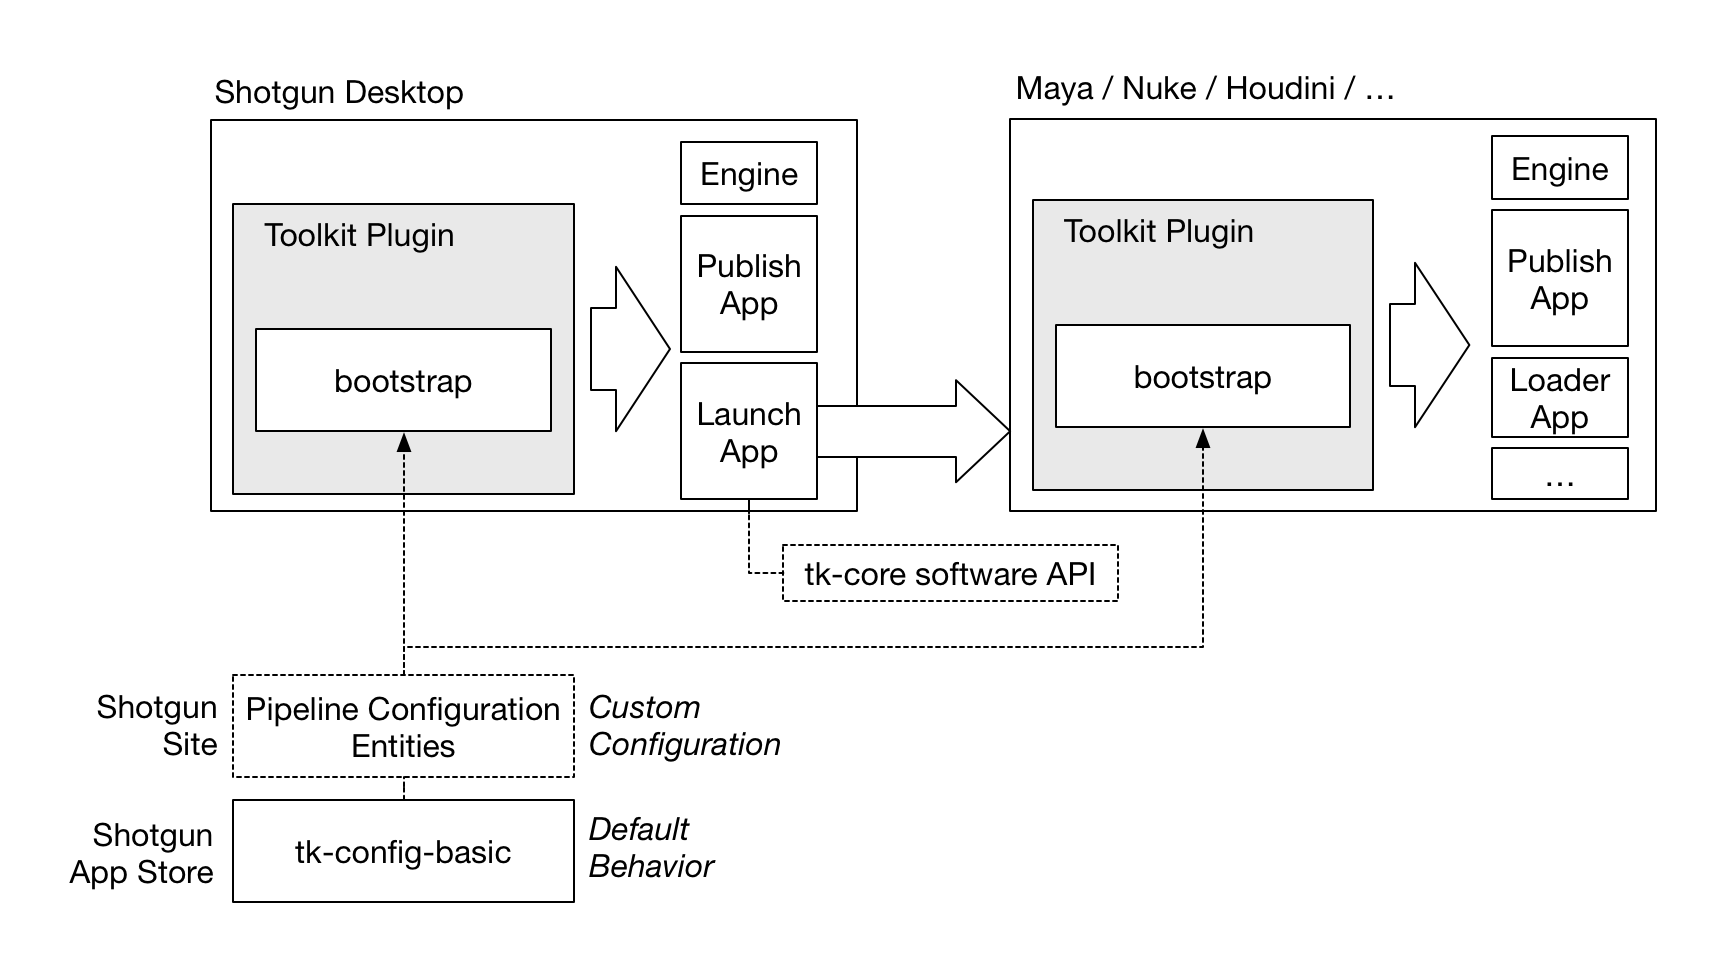 Shotgun Desktop
Maya / Nuke / Houdini / …
Toolkit Plugin
bootstrap
Engine
Publish
App
Launch
App
Toolkit Plugin
bootstrap
Engine
Publish
App
Loader
App
…
tk-core software API
Shotgun
Site
Pipeline Configuration
Entities
Custom
Configuration
Shotgun
App Store
tk-config-basic
Default
Behavior